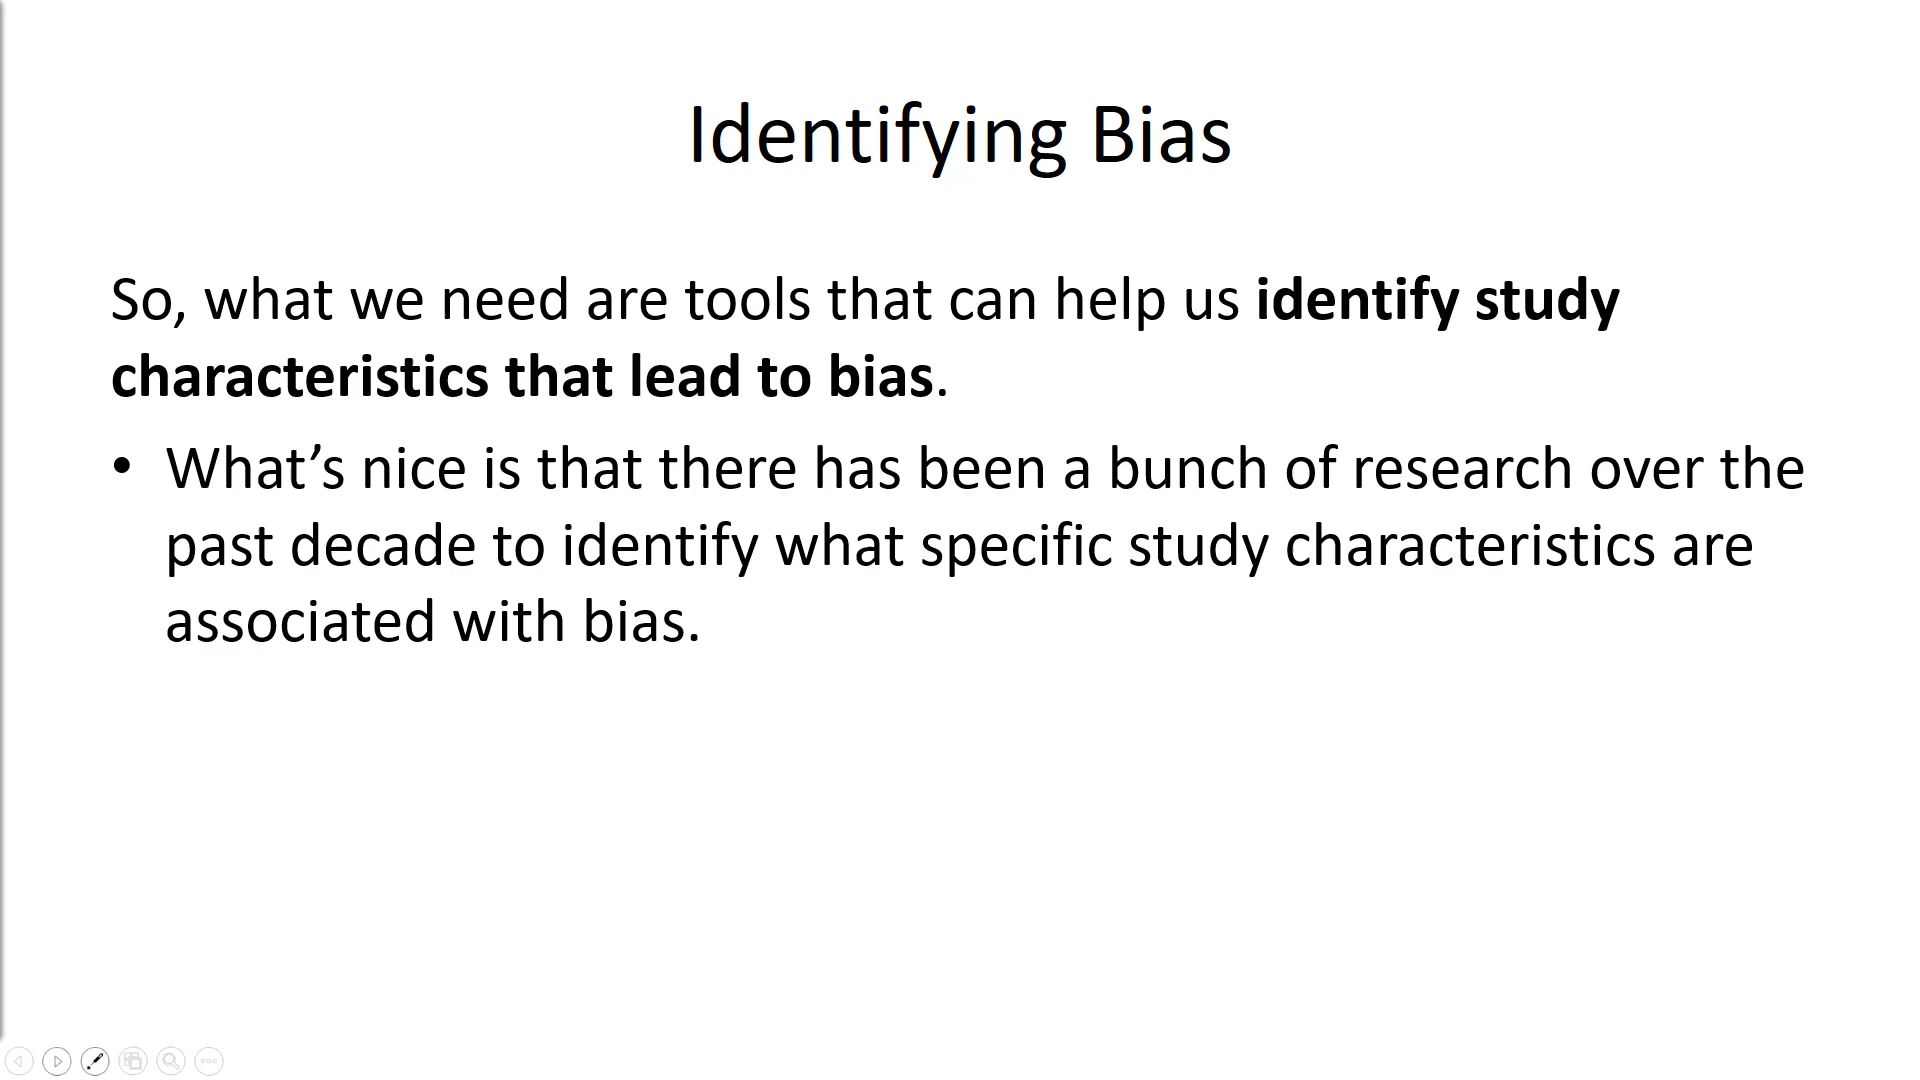 Identifying Bias
So, what we need are tools that can help us identify study
characteristics that lead to bias.
• What’s nice is that there has been a bunch of research over the
past decade to identify what specific study characteristics are
associated with bias.